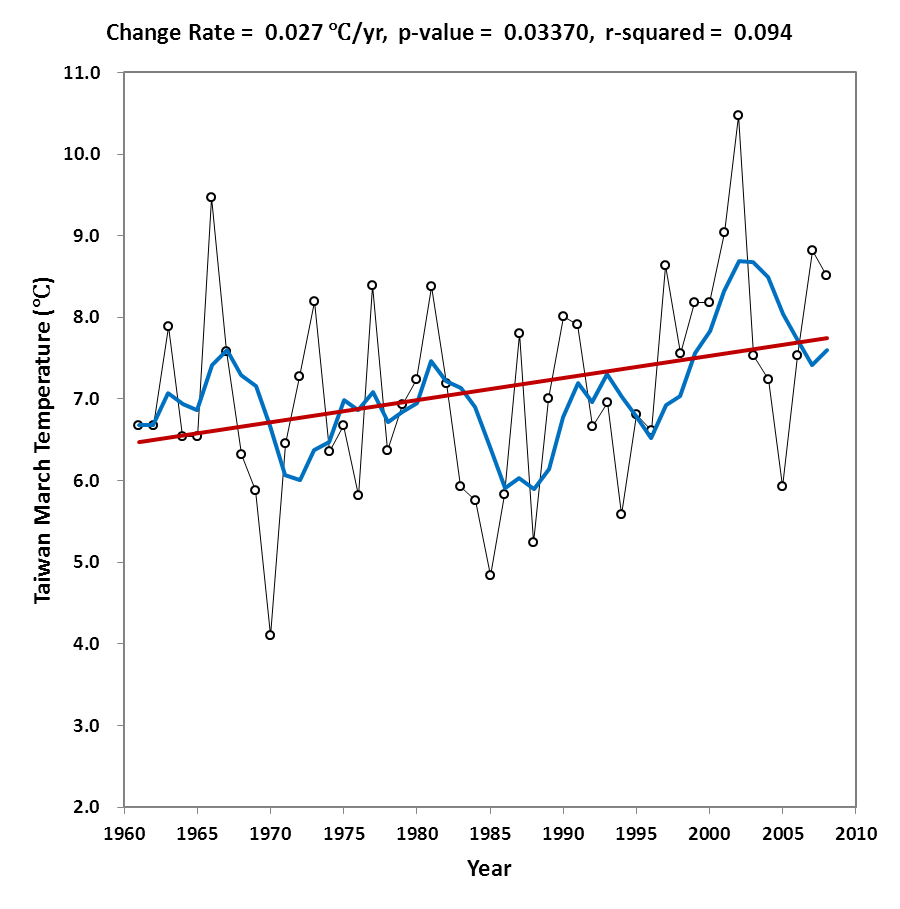 Change Rate = 0.027 ℃/yr, p-value = 0.03370, r-squared = 0.094
11.0
10.0
9.0
8.0
7.0
6.0
5.0
4.0
3.0
2.0
Taiwan March Temperature (℃)
1960 1965 1970 1975 1980 1985 1990 1995 2000 2005 2010
Year